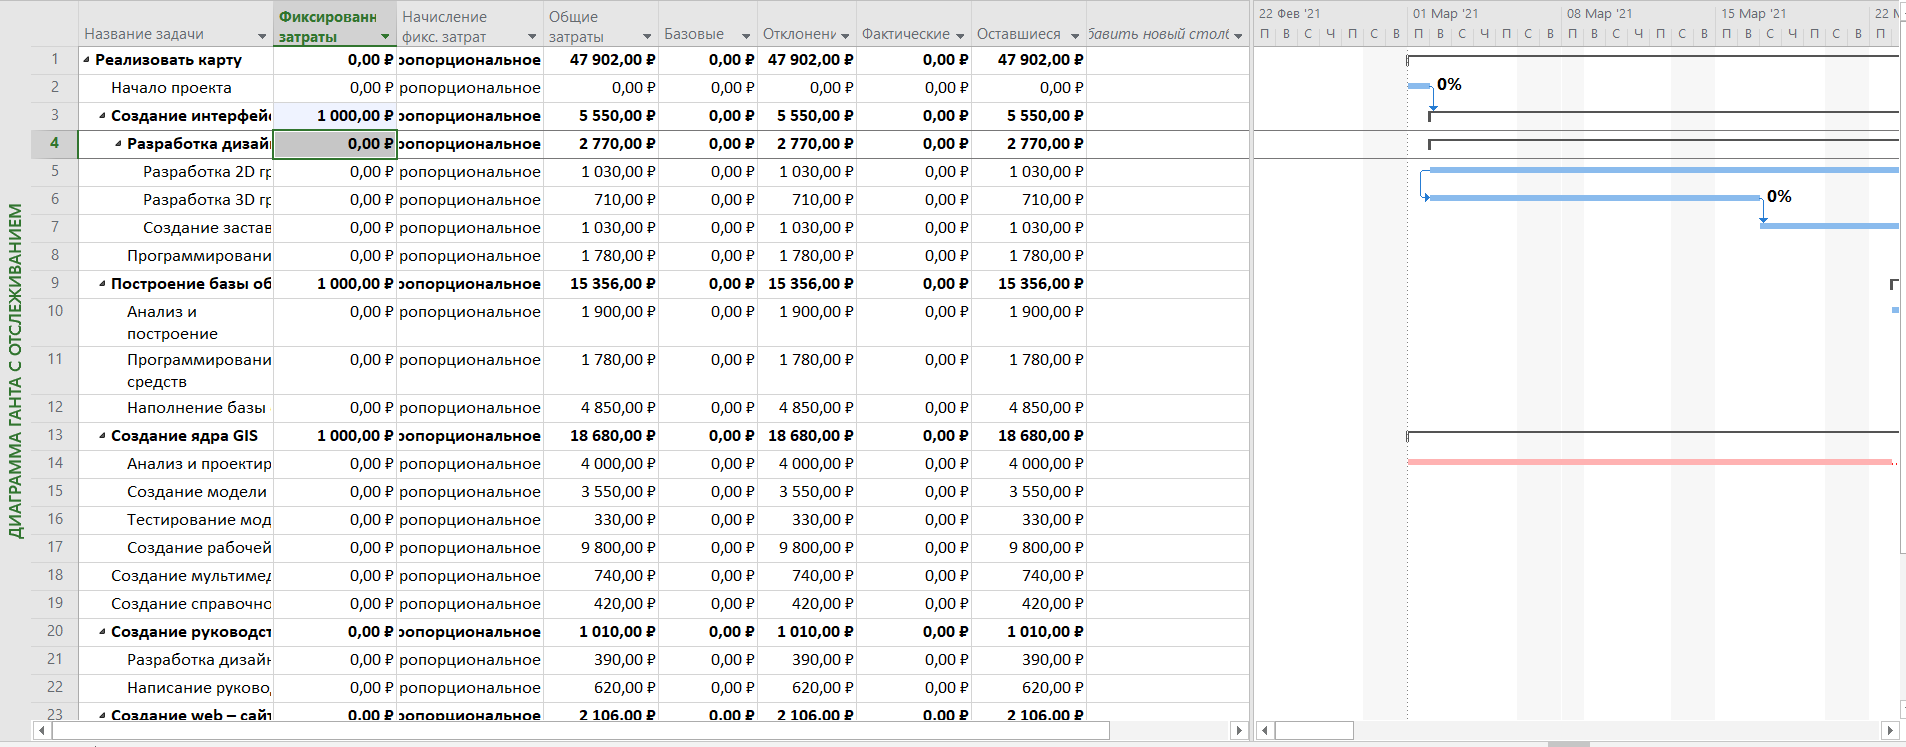 ДИАГРАММА ГАНТА С ОТСЛЕЖИВАНИЕМ
Название задачи Фиксированн затраты Начисление фикс. затрат Общие затраты Базовые Отклонени Фактические Оставшиеся бавить новый столб
1 Реализовать карту 0,00 ₽ ропорциональное 47 902,00 ₽ 0,00 ₽ 47 902,00 ₽ 0,00 ₽ 47 902,00 ₽
2 Начало проекта 0,00 ₽ ропорциональное 0,00 ₽ 0,00 ₽ 0,00 ₽ 0,00 ₽ 0,00 ₽
3 Создание интерфей 1 000,00 ₽ ропорциональное 5 550,00 ₽ 0,00 ₽ 5 550,00 ₽ 0,00 ₽ 5 550,00 ₽
4 Разработка дизай 0,00 ₽ ропорциональное 2 770,00 ₽ 0,00 ₽ 2 770,00 ₽ 0,00 ₽ 2 770,00 ₽
5 Разработка 2D гр 0,00 ₽ ропорциональное 1 030,00 ₽ 0,00 ₽ 1 030,00 ₽ 0,00 ₽ 1 030,00 ₽
6 Разработка 3D гр 0,00 ₽ ропорциональное 710,00 ₽ 0,00 ₽ 710,00 ₽ 0,00 ₽ 710,00 ₽
7 Создание застав 0,00 ₽ ропорциональное 1 030,00 ₽ 0,00 ₽ 1 030,00 ₽ 0,00 ₽ 1 030,00 ₽
8 Программировани 0,00 ₽ ропорциональное 1 780,00 ₽ 0,00 ₽ 1 780,00 ₽ 0,00 ₽ 1 780,00 ₽
9 Построение базы об 1 000,00 ₽ ропорциональное 15 356,00 ₽ 0,00 ₽ 15 356,00 ₽ 0,00 ₽ 15 356,00 ₽
10 Анализ и 0,00 ₽ ропорциональное 1 900,00 ₽ 0,00 ₽ 1 900,00 ₽ 0,00 ₽ 1 900,00 ₽
построение
11 Программировани 0,00 ₽ ропорциональное 1 780,00 ₽ 0,00 ₽ 1 780,00 ₽ 0,00 ₽ 1 780,00 ₽
средств
12 Наполнение базы 0,00 ₽ ропорциональное 4 850,00 ₽ 0,00 ₽ 4 850,00 ₽ 0,00 ₽ 4 850,00 ₽
13 Создание ядра GIS 1 000,00 ₽ ропорциональное 18 680,00 ₽ 0,00 ₽ 18 680,00 ₽ 0,00 ₽ 18 680,00 ₽
14 Анализ и проектир 0,00 ₽ ропорциональное 4 000,00 ₽ 0,00 ₽ 4 000,00 ₽ 0,00 ₽ 4 000,00 ₽
15 Создание модели 0,00 ₽ ропорциональное 3 550,00 ₽ 0,00 ₽ 3 550,00 ₽ 0,00 ₽ 3 550,00 ₽
16 Тестирование мод 0,00 ₽ ропорциональное 330,00 ₽ 0,00 ₽ 330,00 ₽ 0,00 ₽ 330,00 ₽
17 Создание рабочей 0,00 ₽ ропорциональное 9 800,00 ₽ 0,00 ₽ 9 800,00 ₽ 0,00 ₽ 9 800,00 ₽
18 Создание мультимед 0,00 ₽ ропорциональное 740,00 ₽ 0,00 ₽ 740,00 ₽ 0,00 ₽ 740,00 ₽
19 Создание справочно 0,00 ₽ ропорциональное 420,00 ₽ 0,00 ₽ 420,00 ₽ 0,00 ₽ 420,00 ₽
20 Создание руководст 0,00 ₽ ропорциональное 1 010,00 ₽ 0,00 ₽ 1 010,00 ₽ 0,00 ₽ 1 010,00 ₽
21 Разработка дизайн 0,00 ₽ ропорциональное 390,00 ₽ 0,00 ₽ 390,00 ₽ 0,00 ₽ 390,00 ₽
22 Написание руково 0,00 ₽ ропорциональное 620,00 ₽ 0,00 ₽ 620,00 ₽ 0,00 ₽ 620,00 ₽
23 Создание web – сайт 0,00 ₽ ропорциональное 2 106,00 ₽ 0,00 ₽ 2 106,00 ₽ 0,00 ₽ 2 106,00 ₽
22 Фев '21 01 Мар '21 08 Мар '21 15 Мар '21 22 М
П В С Ч П С В П В С Ч П С В П В С Ч П С В П В С Ч П С В П
0%
0%